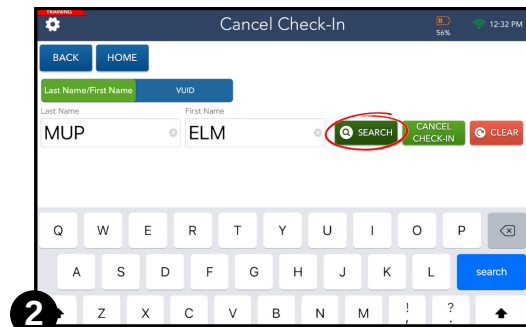 TRAINING
Cancel Check-In
56%
12:32 PM
BACK
HOME
Last Name/First Name
VUID
Last Name
First Name
MUP
ELM
SEARCH
CANCEL
CHECK-IN
CLEAR
Q W E R T Y U I O P
A S D F G H J K L search
Z X C V B N M ! , ? .
2